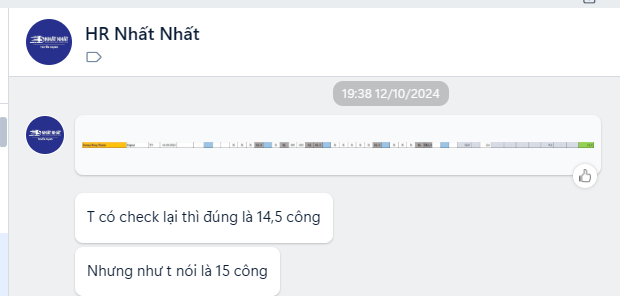 HR Nhất Nhất
19:38 12/10/2024
T có check lại thì đúng là 14,5 công
Nhưng như t nói là 15 công